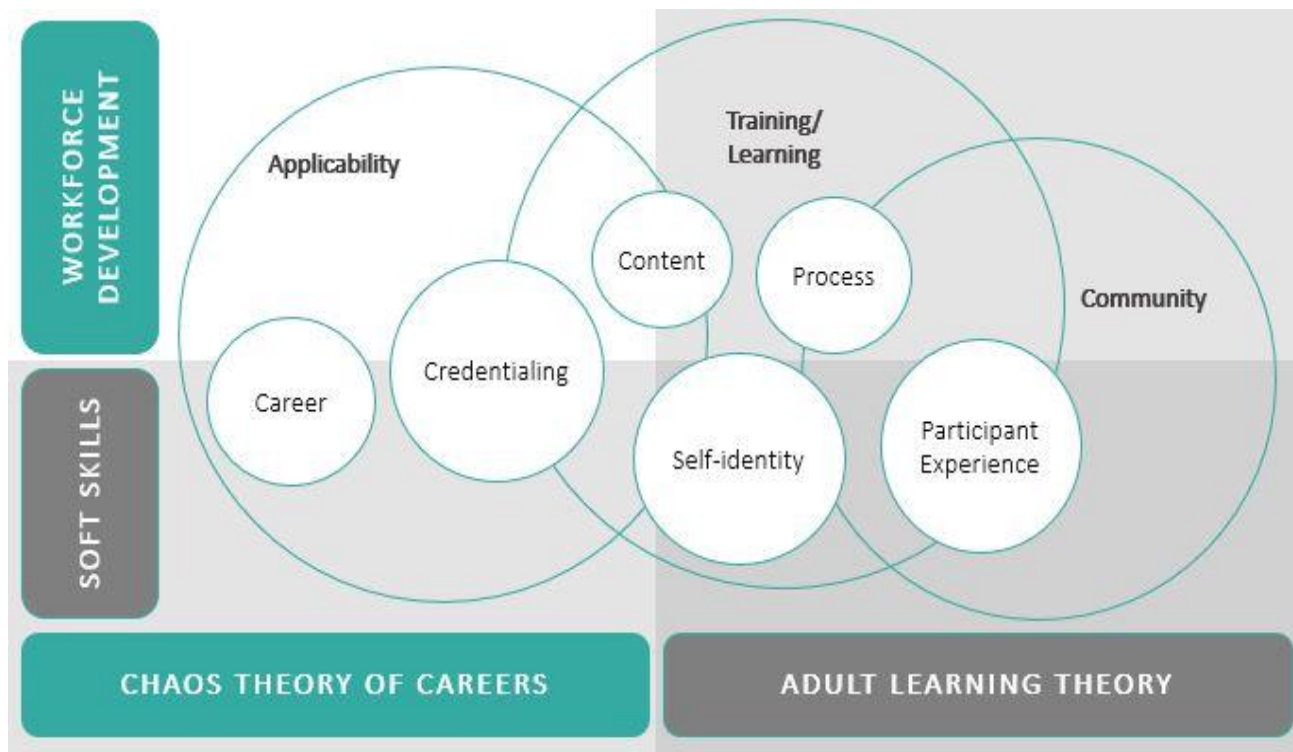 WORKFORCE
DEVELOPMENT
SOFT SKILLS
Applicability
Training/
Learning
Community
Content
Process
Career
Credentialing
Self-identity
Participant
Experience
CHAOS THEORY OF CAREERS
ADULT LEARNING THEORY